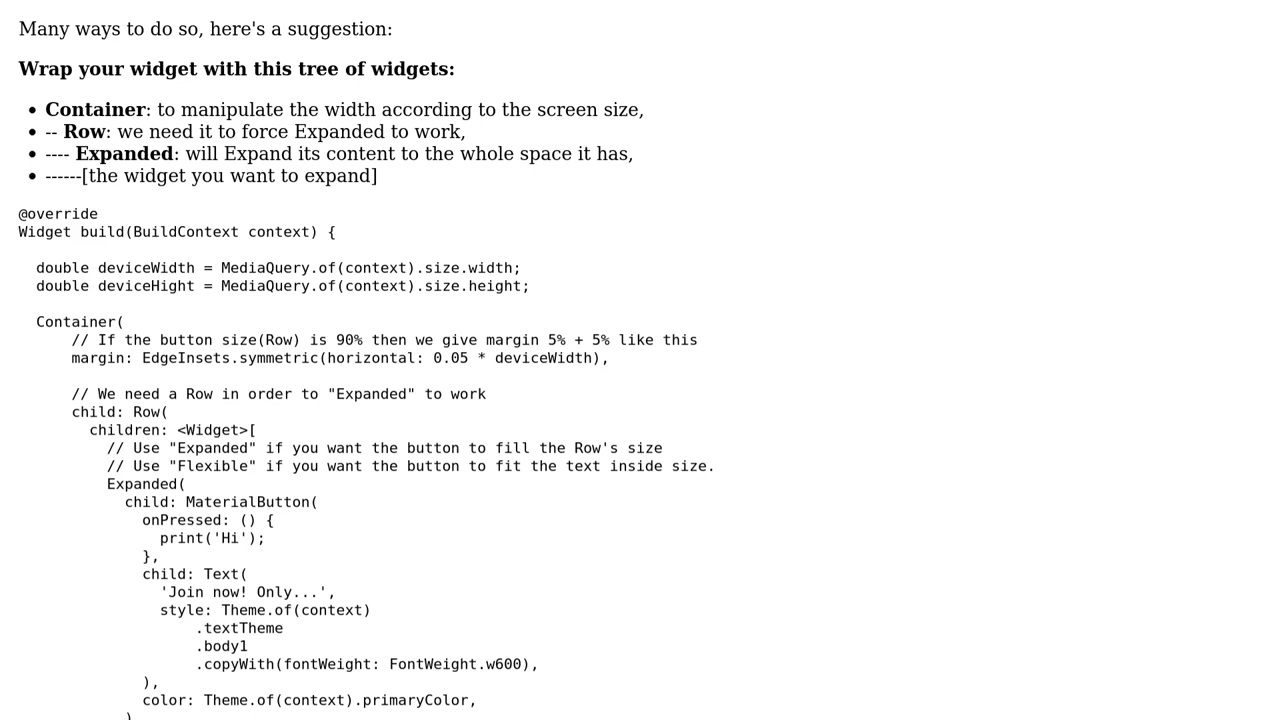 Many ways to do so, here's a suggestion:
Wrap your widget with this tree of widgets:
• Container: to manipulate the width according to the screen size,
• -- Row: we need it to force Expanded to work,
• ---- Expanded: will Expand its content to the whole space it has,
• ------[the widget you want to expand]
@override
Widget build(BuildContext context) {
  double deviceWidth = MediaQuery.of(context).size.width;
  double deviceHight = MediaQuery.of(context).size.height;
  Container(
      // If the button size(Row) is 90% then we give margin 5% + 5% like this
      margin: EdgeInsets.symmetric(horizontal: 0.05 * deviceWidth),
      // We need a Row in order to "Expanded" to work
      child: Row(
        children: <Widget>[
          // Use "Expanded" if you want the button to fill the Row's size
          // Use "Flexible" if you want the button to fit the text inside size.
          Expanded(
            child: MaterialButton(
              onPressed: () {
                print('Hi');
              },
              child: Text(
                'Join now! Only...',
                style: Theme.of(context)
                    .textTheme
                    .body1
                    .copyWith(fontWeight: FontWeight.w600),
              ),
              color: Theme.of(context).primaryColor,
            )